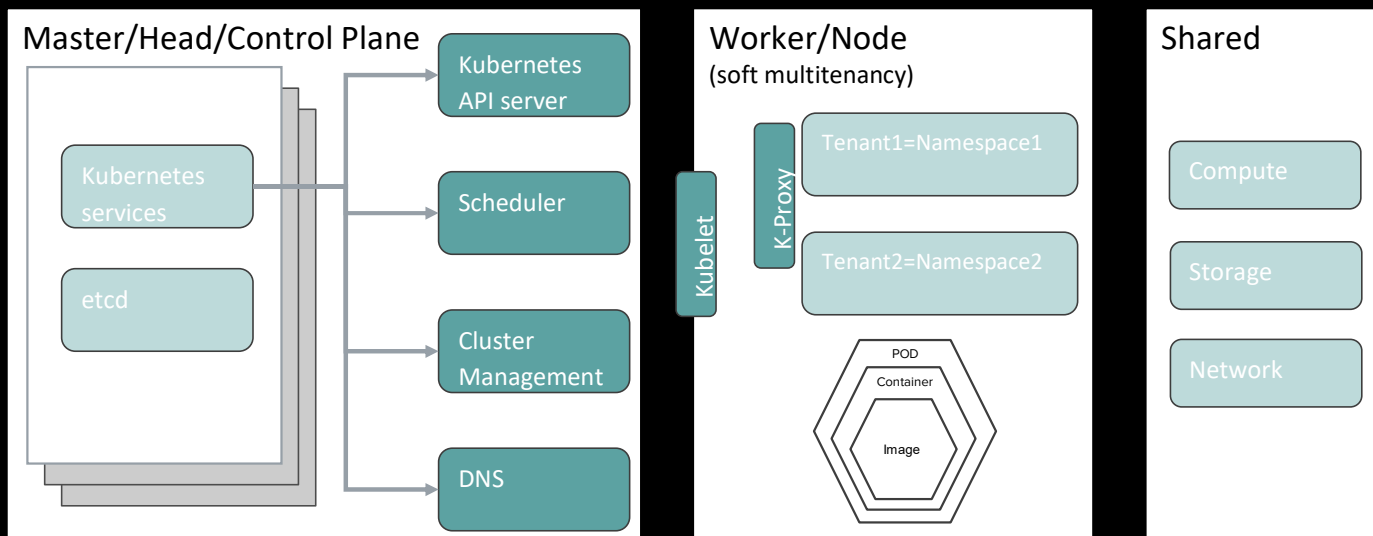 Master/Head/Control Plane
Kubernetes
services
etcd
Kubernetes
API server
Scheduler
Cluster
Management
DNS
Worker/Node
(soft multitenancy)
Kubelet
K-Proxy
Tenant1=Namespace1
Tenant2=Namespace2
POD
Container
Image
Shared
Compute
Storage
Network